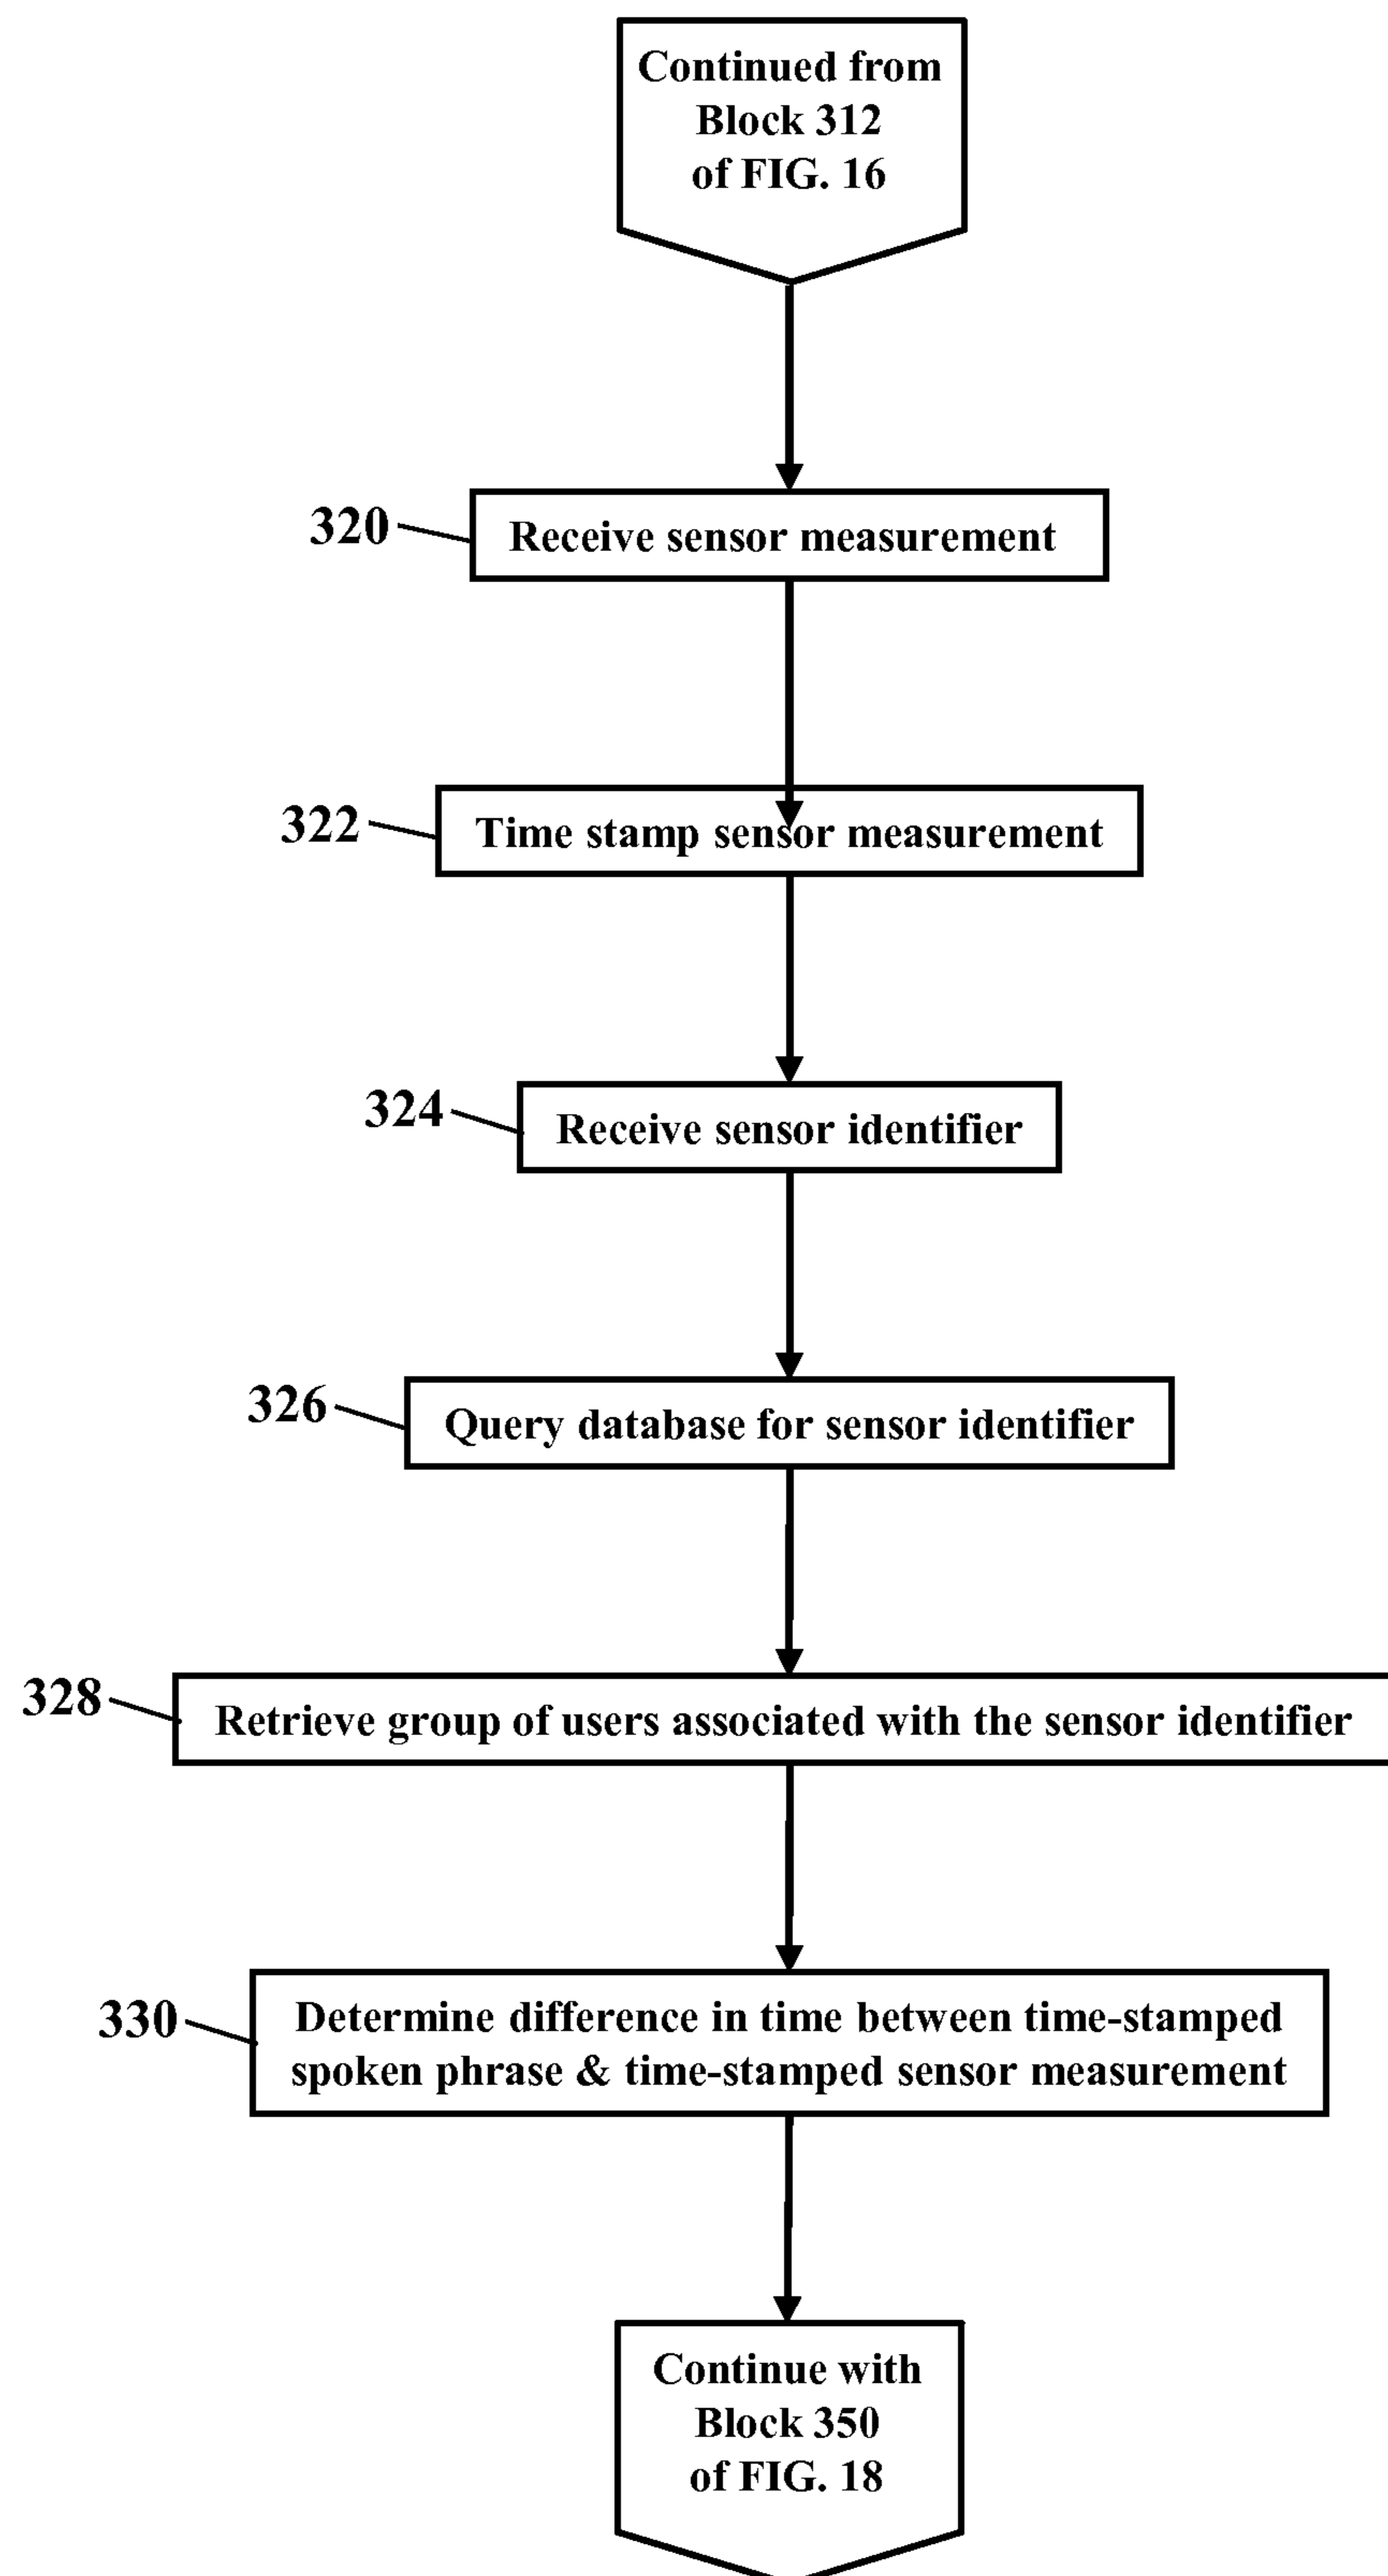 Continued from
Block 312
of FIG. 16
320
Receive sensor measurement
322
Time stamp sensor measurement
324
Receive sensor identifier
326
Query database for sensor identifier
328
Retrieve group of users associated with the sensor identifier
330
Determine difference in time between time-stamped
spoken phrase & time-stamped sensor measurement
Continue with
Block 350
of FIG. 18